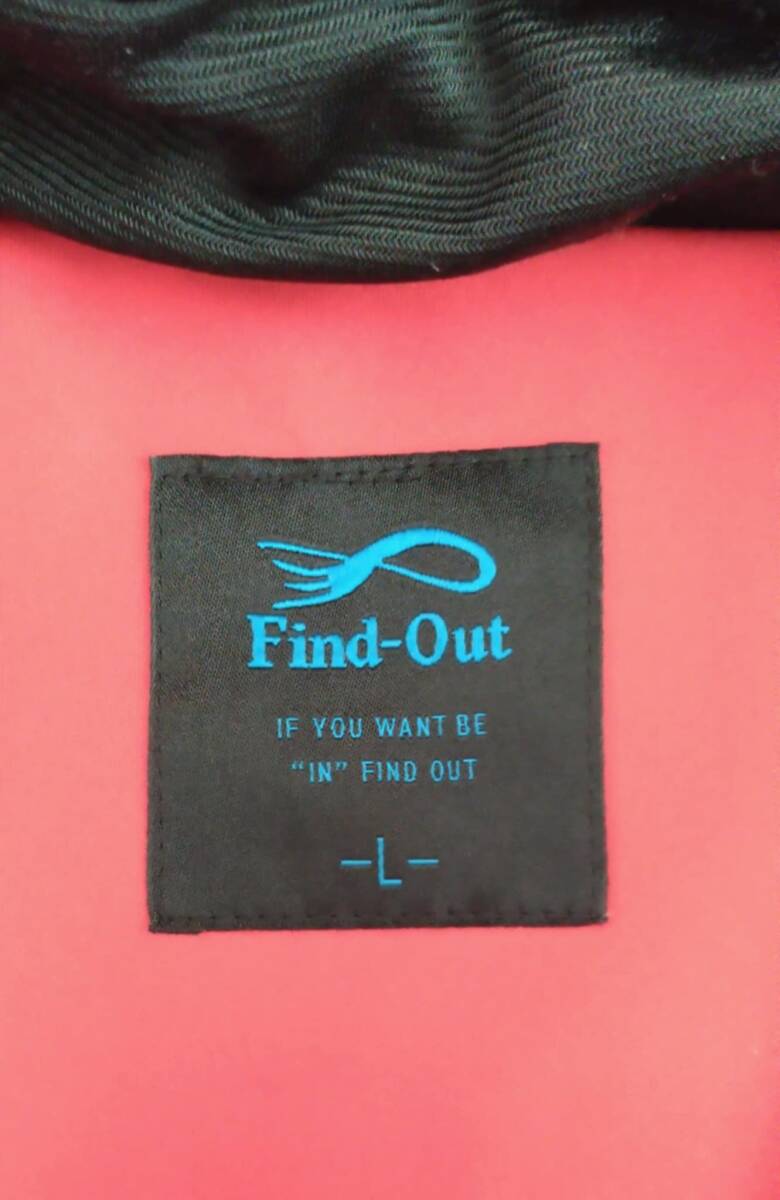 Find-Out
IF YOU WANT BE
“IN” FIND OUT
-L-